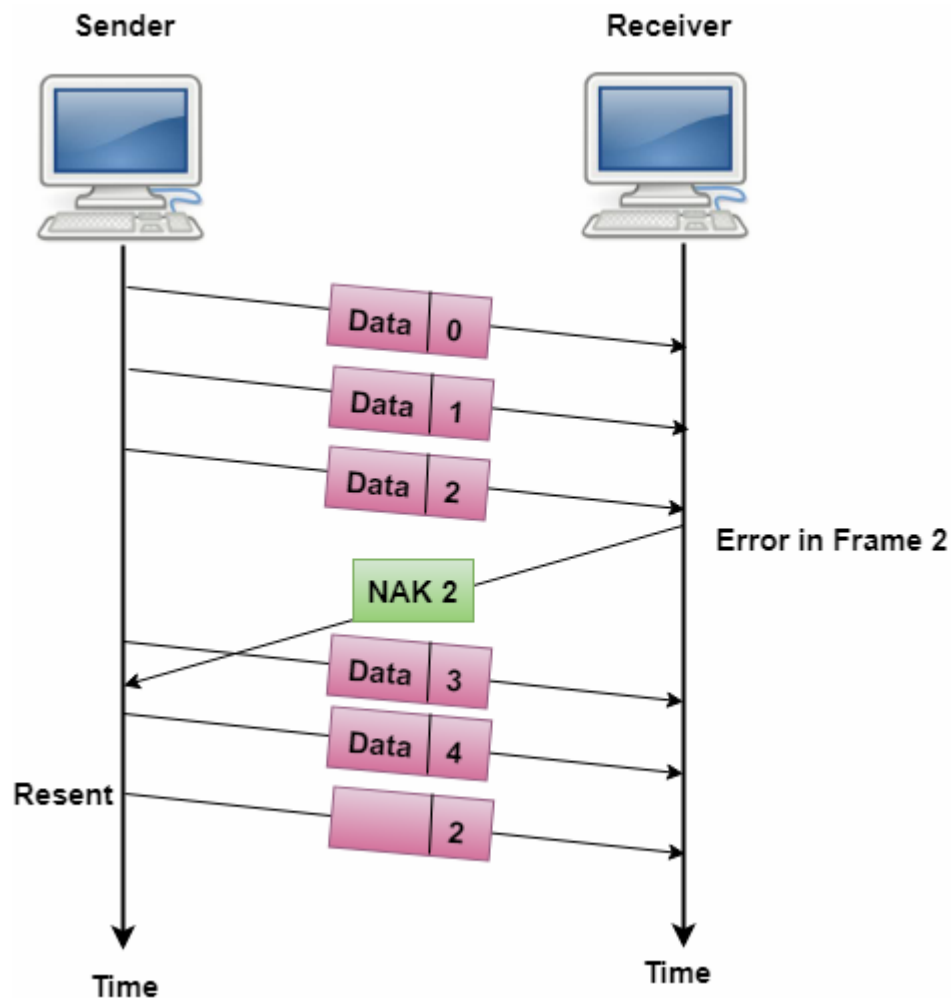 Sender
Receiver
Data 0
Data 1
Data 2
Error in Frame 2
NAK 2
Data 3
Data 4
Resent
2
Time
Time